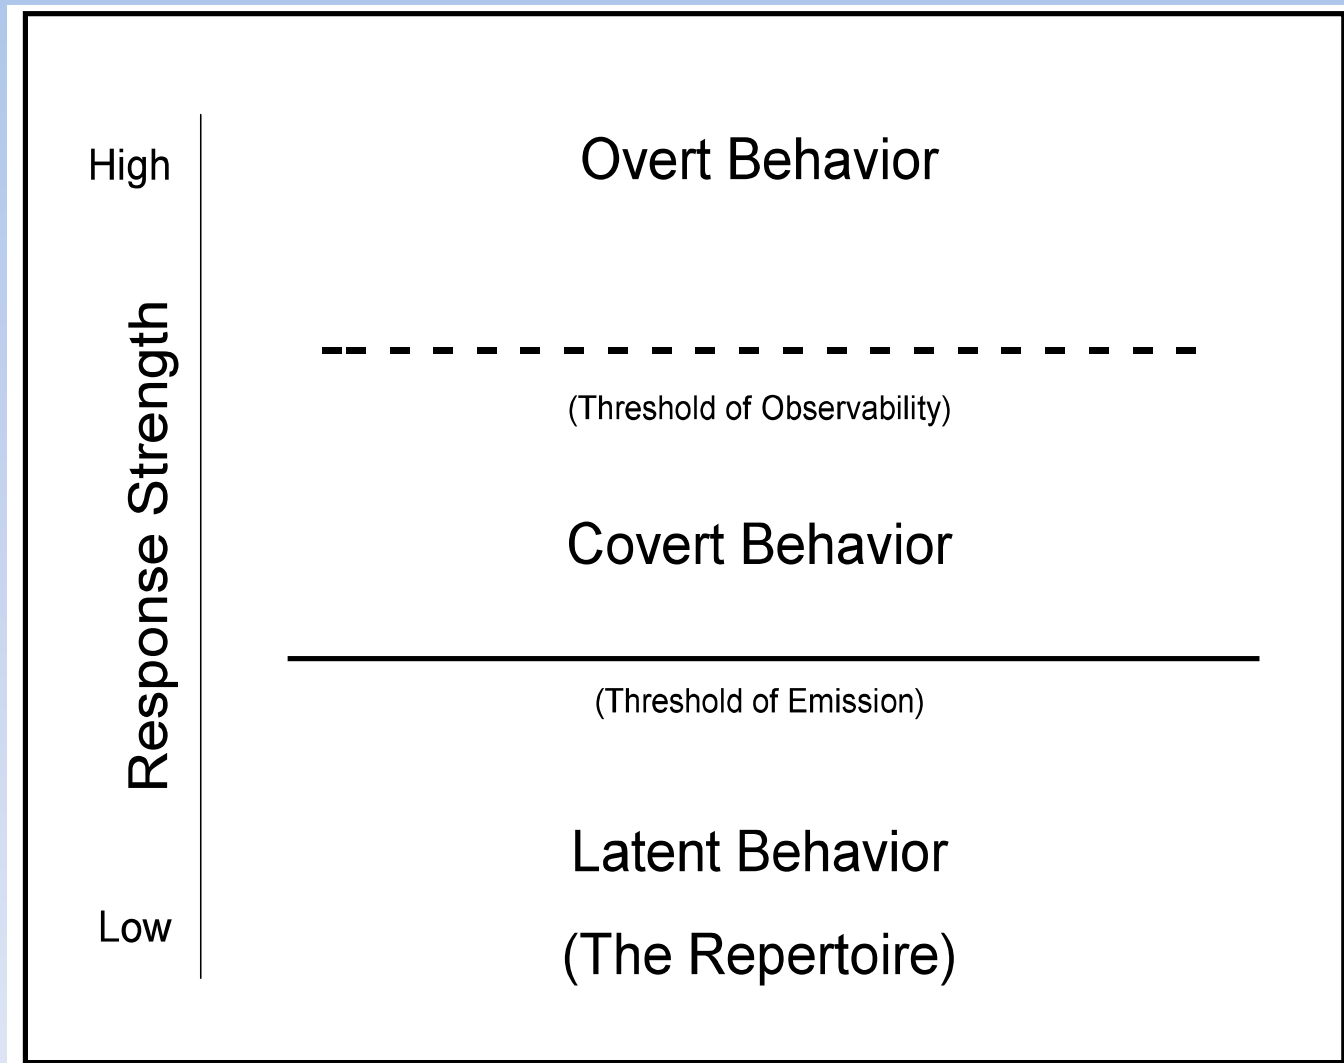 High
Overt Behavior
Response Strength
(Threshold of Observability)
Covert Behavior
(Threshold of Emission)
Latent Behavior
Low
(The Repertoire)